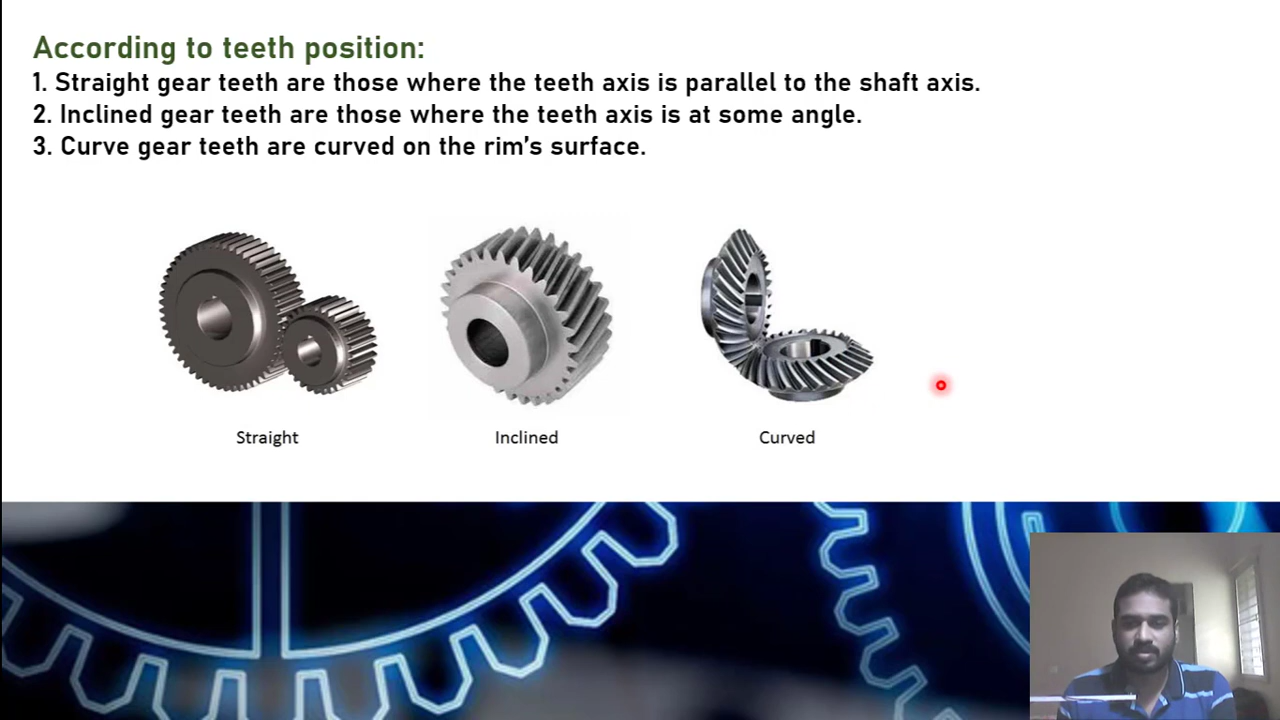 According to teeth position:
1. Straight gear teeth are those where the teeth axis is parallel to the shaft axis.
2. Inclined gear teeth are those where the teeth axis is at some angle.
3. Curve gear teeth are curved on the rim's surface.
Straight
Inclined
Curved